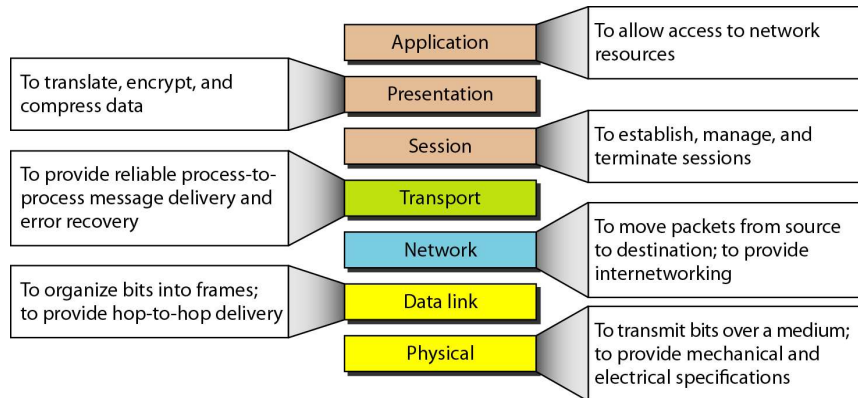 Application
To allow access to network
resources
To translate, encrypt, and
compress data
Presentation
Session
To establish, manage, and
terminate sessions
To provide reliable process-to-
process message delivery and
error recovery
Transport
Network
To move packets from source
to destination; to provide
internetworking
To organize bits into frames;
to provide hop-to-hop delivery
Data link
Physical
To transmit bits over a medium;
to provide mechanical and
electrical specifications